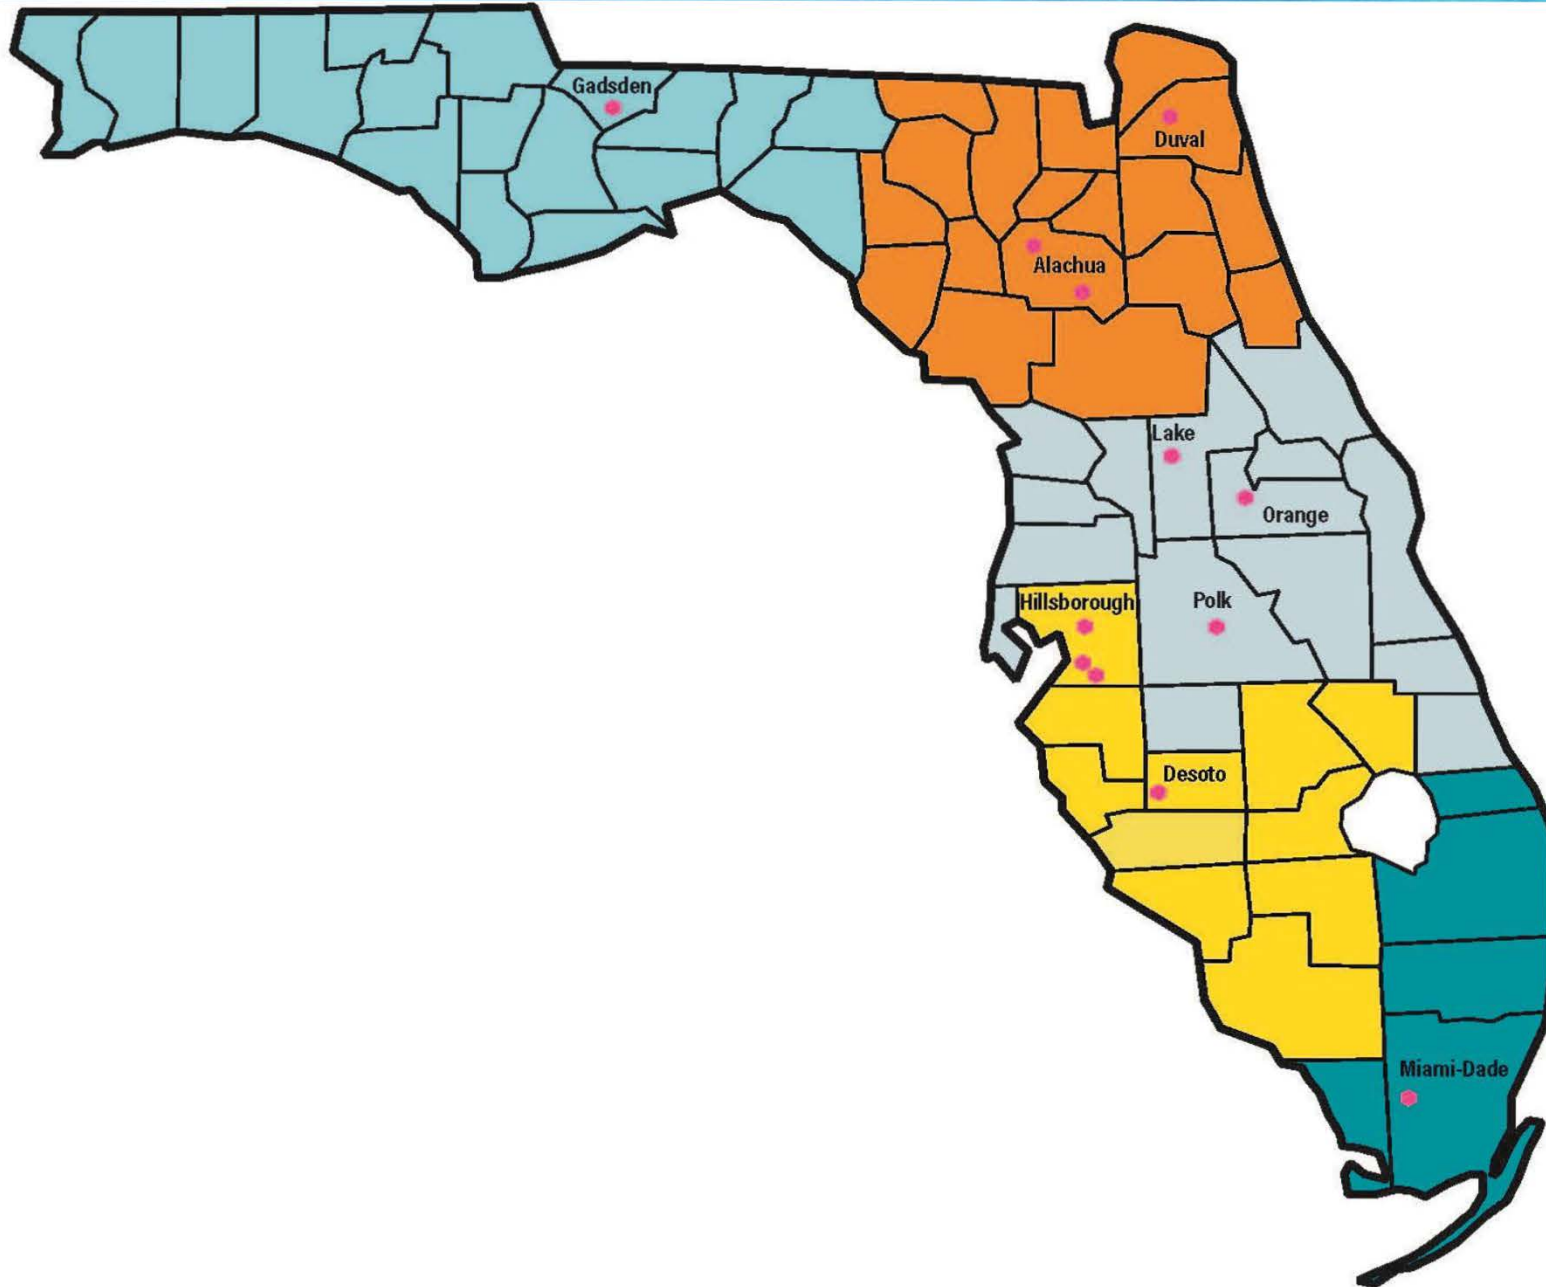 Gadsden
Duval
Alachua
Lake
Orange
Hillsborough
Polk
Desoto
Miami-Dade